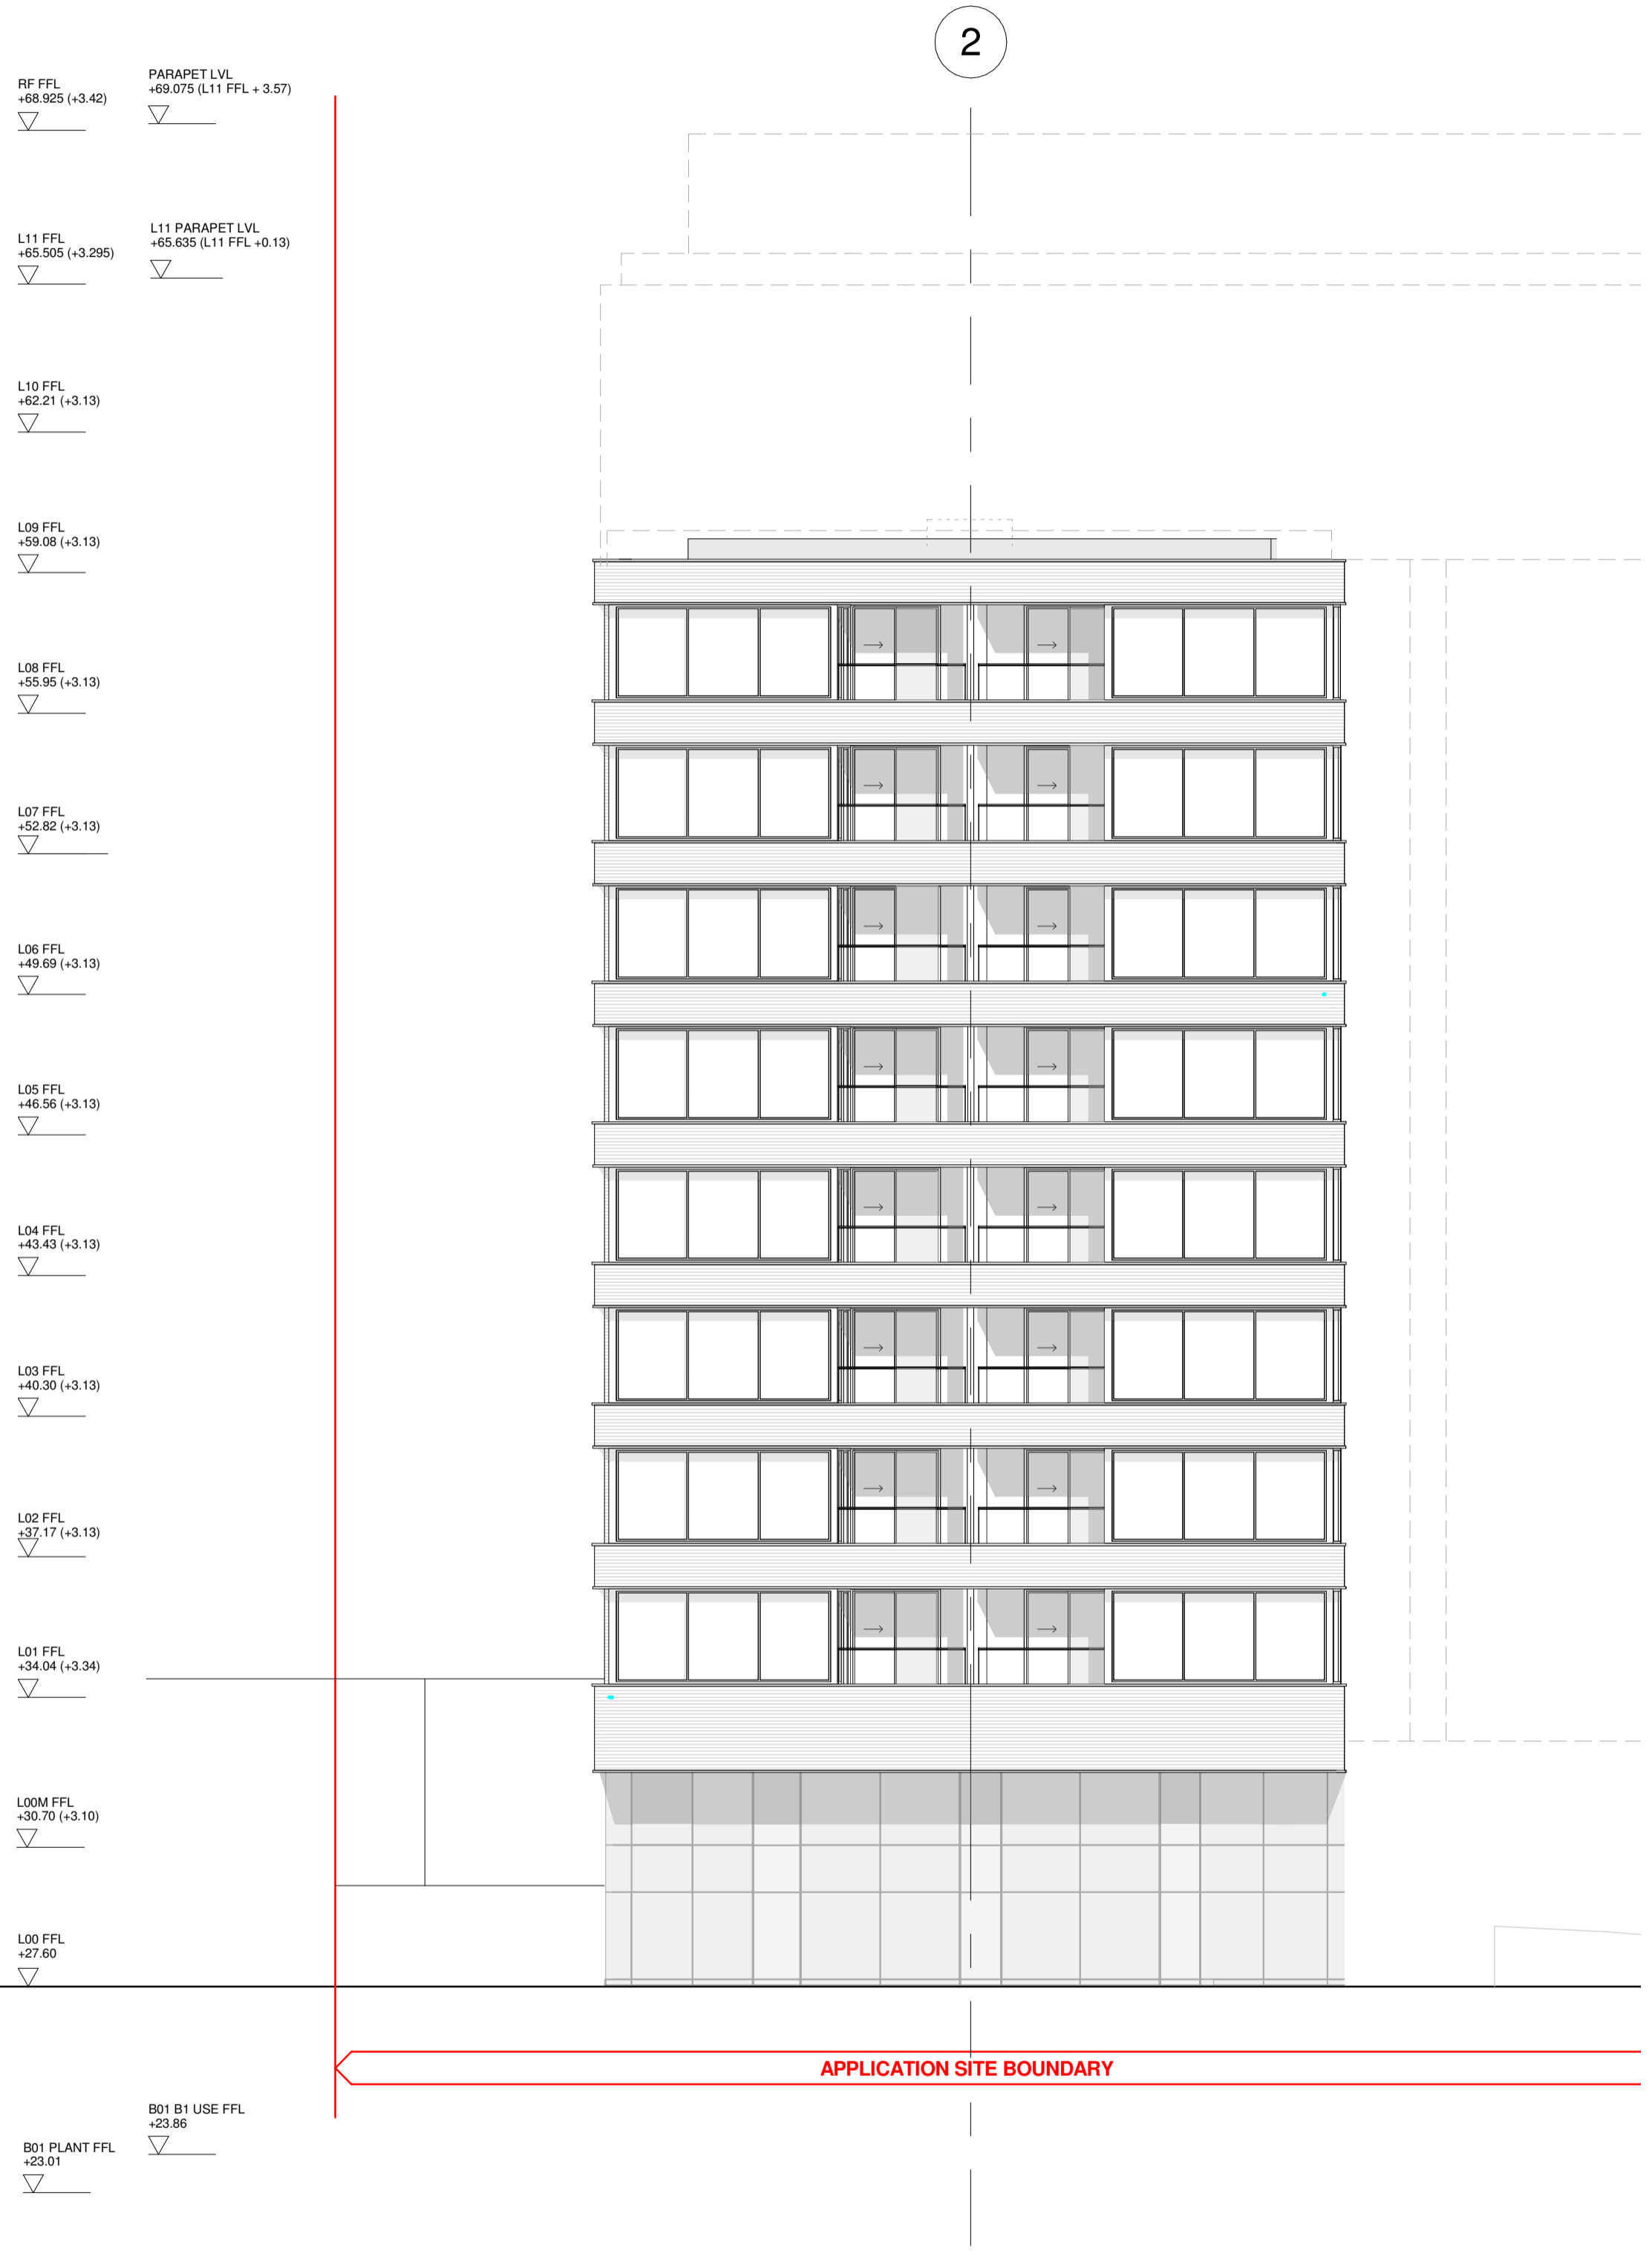 2
RF FFL
+68.925 (+3.42)
PARAPET LVL
+69.075 (L11 FFL + 3.57)
L11 FFL
+65.505 (+3.295)
L11 PARAPET LVL
+65.635 (L11 FFL +0.13)
L10 FFL
+62.21 (+3.13)
L09 FFL
+59.08 (+3.13)
L08 FFL
+55.95 (+3.13)
L07 FFL
+52.82 (+3.13)
L06 FFL
+49.69 (+3.13)
L05 FFL
+46.56 (+3.13)
L04 FFL
+43.43 (+3.13)
L03 FFL
+40.30 (+3.13)
L02 FFL
+37.17 (+3.13)
L01 FFL
+34.04 (+3.34)
L00M FFL
+30.70 (+3.10)
L00 FFL
+27.60
APPLICATION SITE BOUNDARY
B01 B1 USE FFL
+23.86
B01 PLANT FFL
+23.01